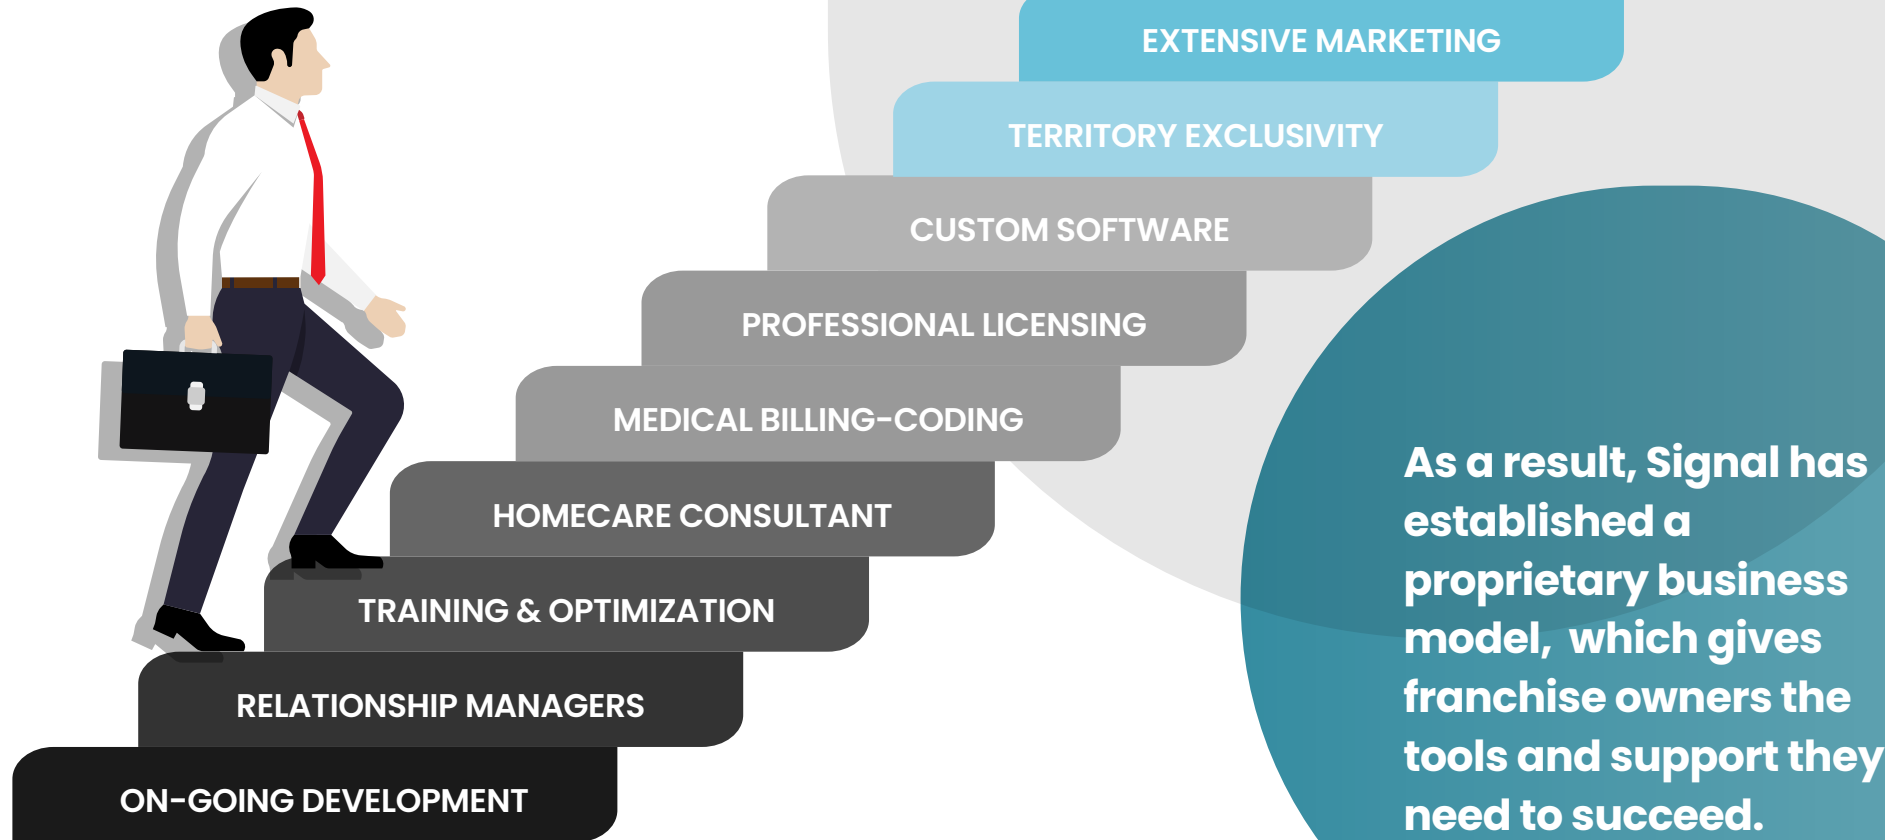 EXTENSIVE MARKETING
TERRITORY EXCLUSIVITY
CUSTOM SOFTWARE
PROFESSIONAL LICENSING
MEDICAL BILLING-CODING
HOMECARE CONSULTANT
TRAINING & OPTIMIZATION
RELATIONSHIP MANAGERS
ON-GOING DEVELOPMENT
As a result, Signal has
established a
proprietary business
model,  which gives
franchise owners the
tools and support they
need to succeed.